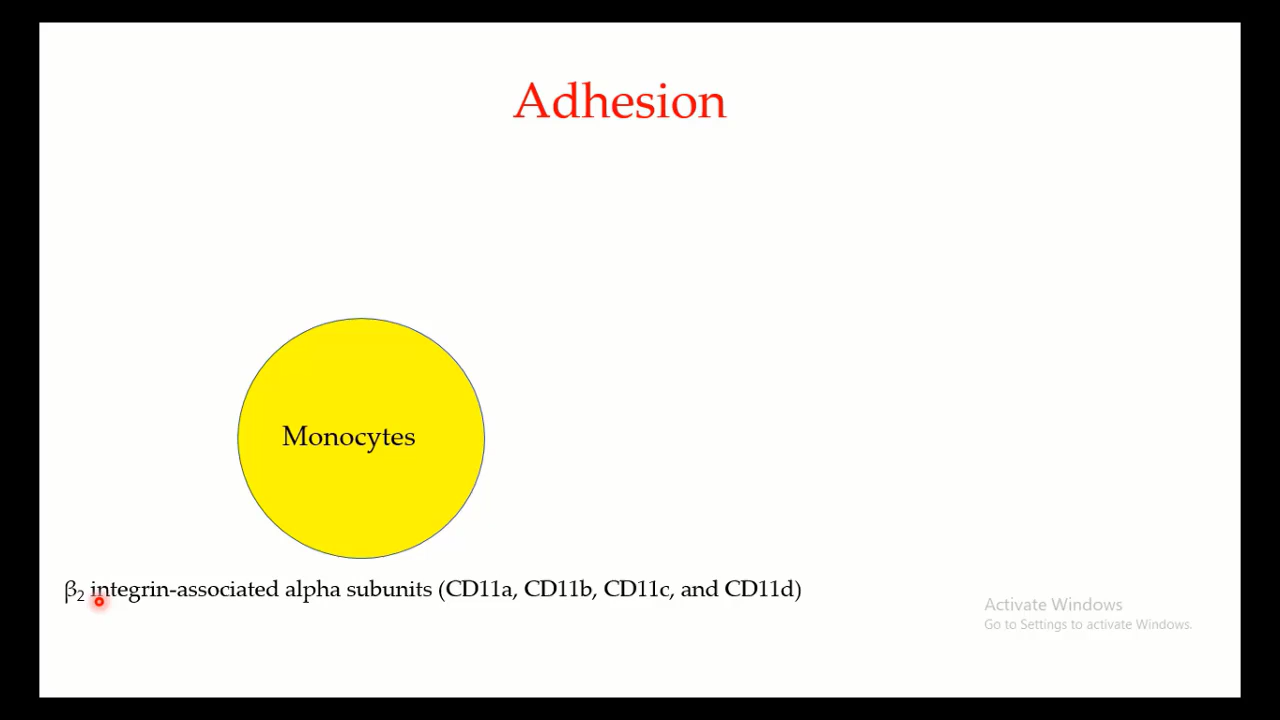 Adhesion
Monocytes
β₂ integrin-associated alpha subunits (CD11a, CD11b, CD11c, and CD11d)
Activate Windows
Go to Settings to activate Windows.